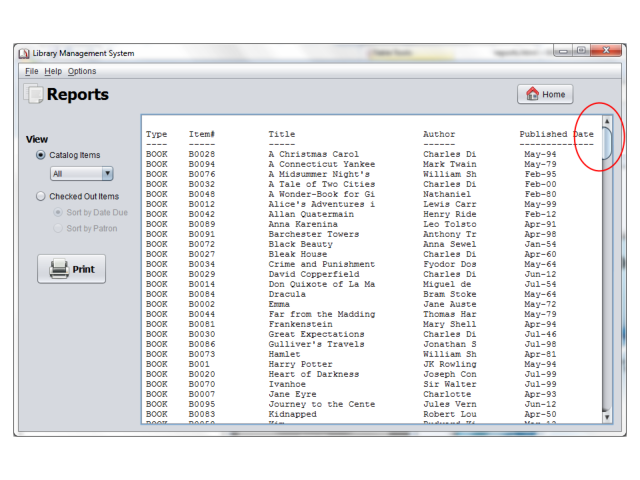 Library Management System
File Help Options
Reports
Home
View
Catalog Items
All
Checked Out Items
Sort by Date Due
Sort by Patron
Print
Type Item# Title Author Published Date
BOOK B0028 A Christmas Carol Charles Di May-94
BOOK B0094 A Connecticut Yankee Mark Twain May-79
BOOK B0076 A Midsummer Night's William Sh Feb-95
BOOK B0032 A Tale of Two Cities Charles Di Feb-00
BOOK B0048 A Wonder-Book for Gi Nathaniel Feb-80
BOOK B0012 Alice's Adventures i Lewis Carr May-99
BOOK B0042 Allan Quatermain Henry Ride Feb-12
BOOK B0089 Anna Karenina Leo Tolsto Apr-91
BOOK B0091 Barchester Towers Anthony Tr Apr-98
BOOK B0072 Black Beauty Anna Sewel Jan-54
BOOK B0027 Bleak House Charles Di Apr-60
BOOK B0034 Crime and Punishment Fyodor Dos May-64
BOOK B0029 David Copperfield Charles Di Jun-12
BOOK B0014 Don Quixote of La Ma Miguel de Jul-54
BOOK B0084 Dracula Bram Stoke May-64
BOOK B0002 Emma Jane Auste May-72
BOOK B0044 Far from the Madding Thomas Har May-79
BOOK B0081 Frankenstein Mary Shell Apr-94
BOOK B0030 Great Expectations Charles Di Jul-46
BOOK B0086 Gulliver's Travels Jonathan S Jul-98
BOOK B0073 Hamlet William Sh Apr-81
BOOK B001 Harry Potter JK Rowling May-94
BOOK B0020 Heart of Darkness Joseph Con Jul-99
BOOK B0070 Ivanhoe Sir Walter Jul-99
BOOK B0007 Jane Eyre Charlotte Apr-93
BOOK B0095 Journey to the Cente Jules Vern Jun-12
BOOK B0083 Kidnapped Robert Lou Apr-50
BOOK